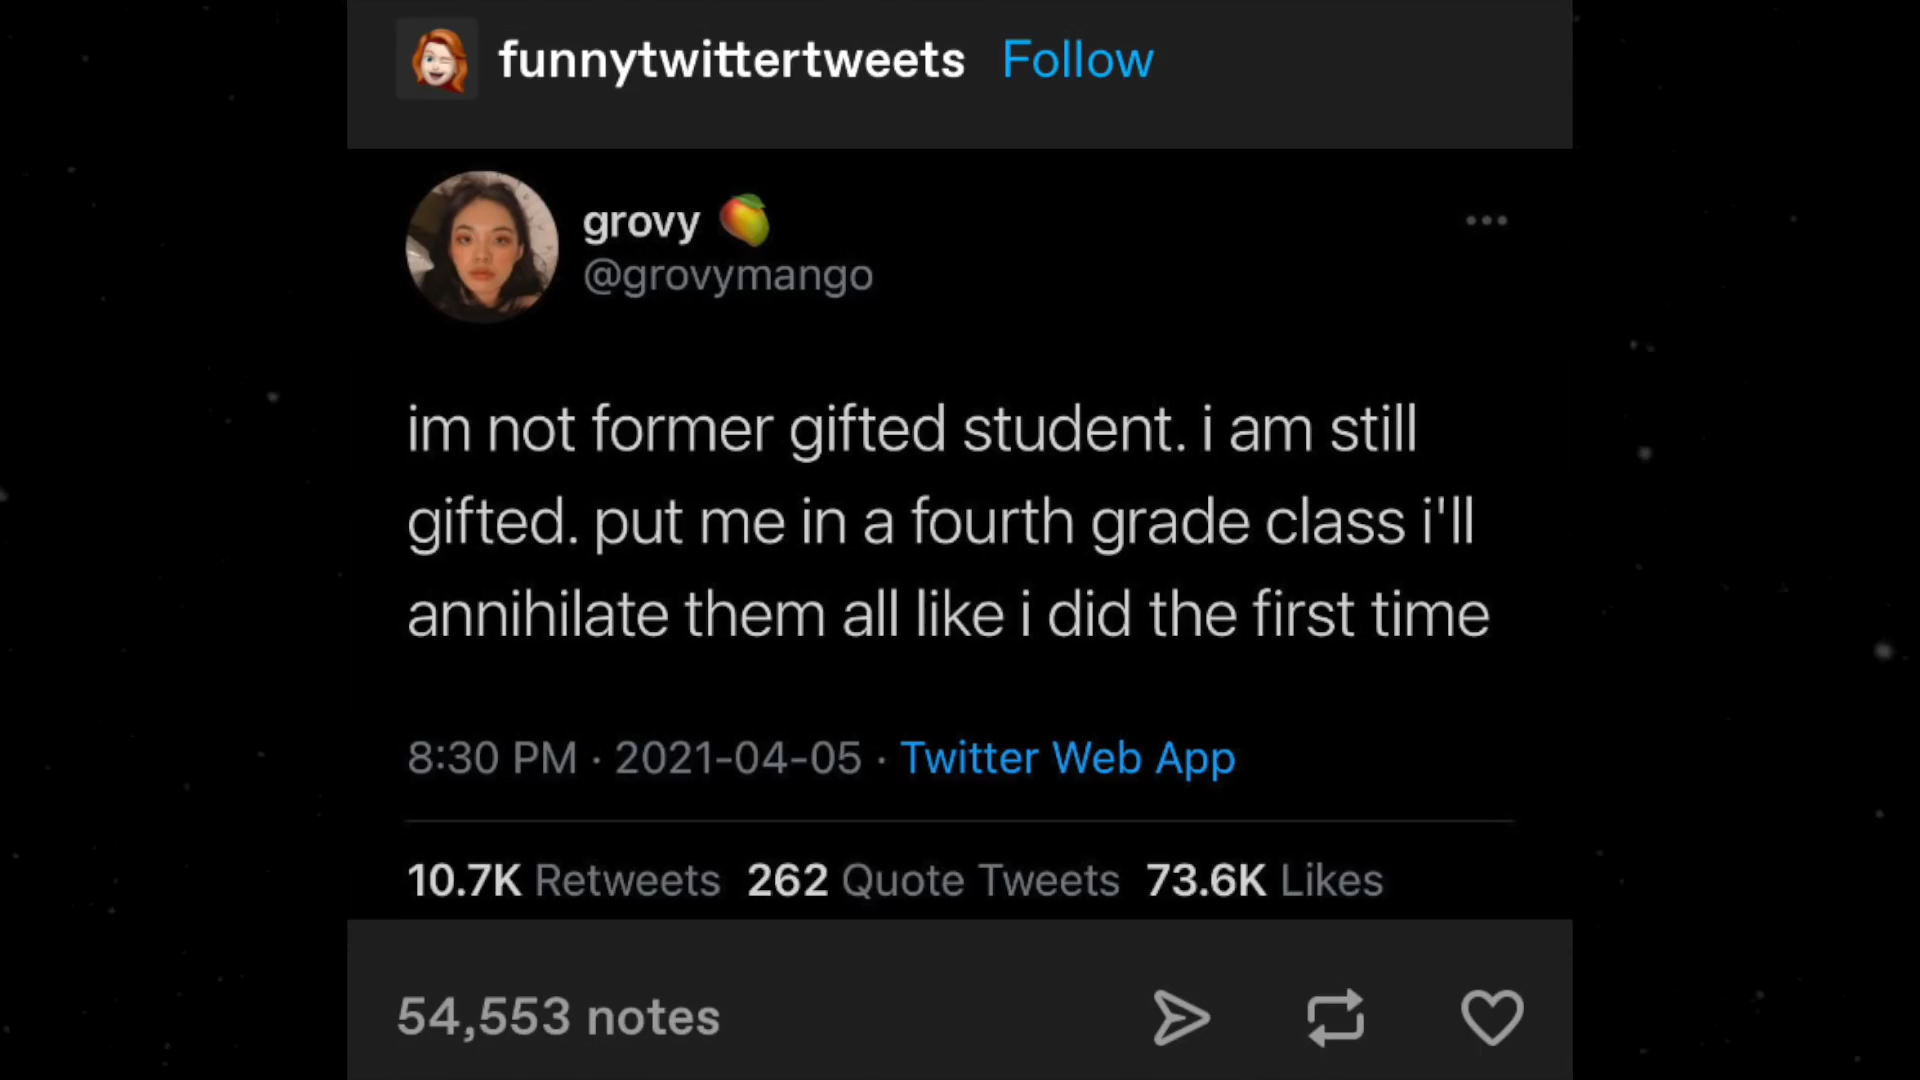 funnytwittertweets Follow
grovy 🥭
@grovymango
im not former gifted student. i am still
gifted. put me in a fourth grade class i'll
annihilate them all like i did the first time
8:30 PM · 2021-04-05 · Twitter Web App
10.7K Retweets 262 Quote Tweets 73.6K Likes
54,553 notes